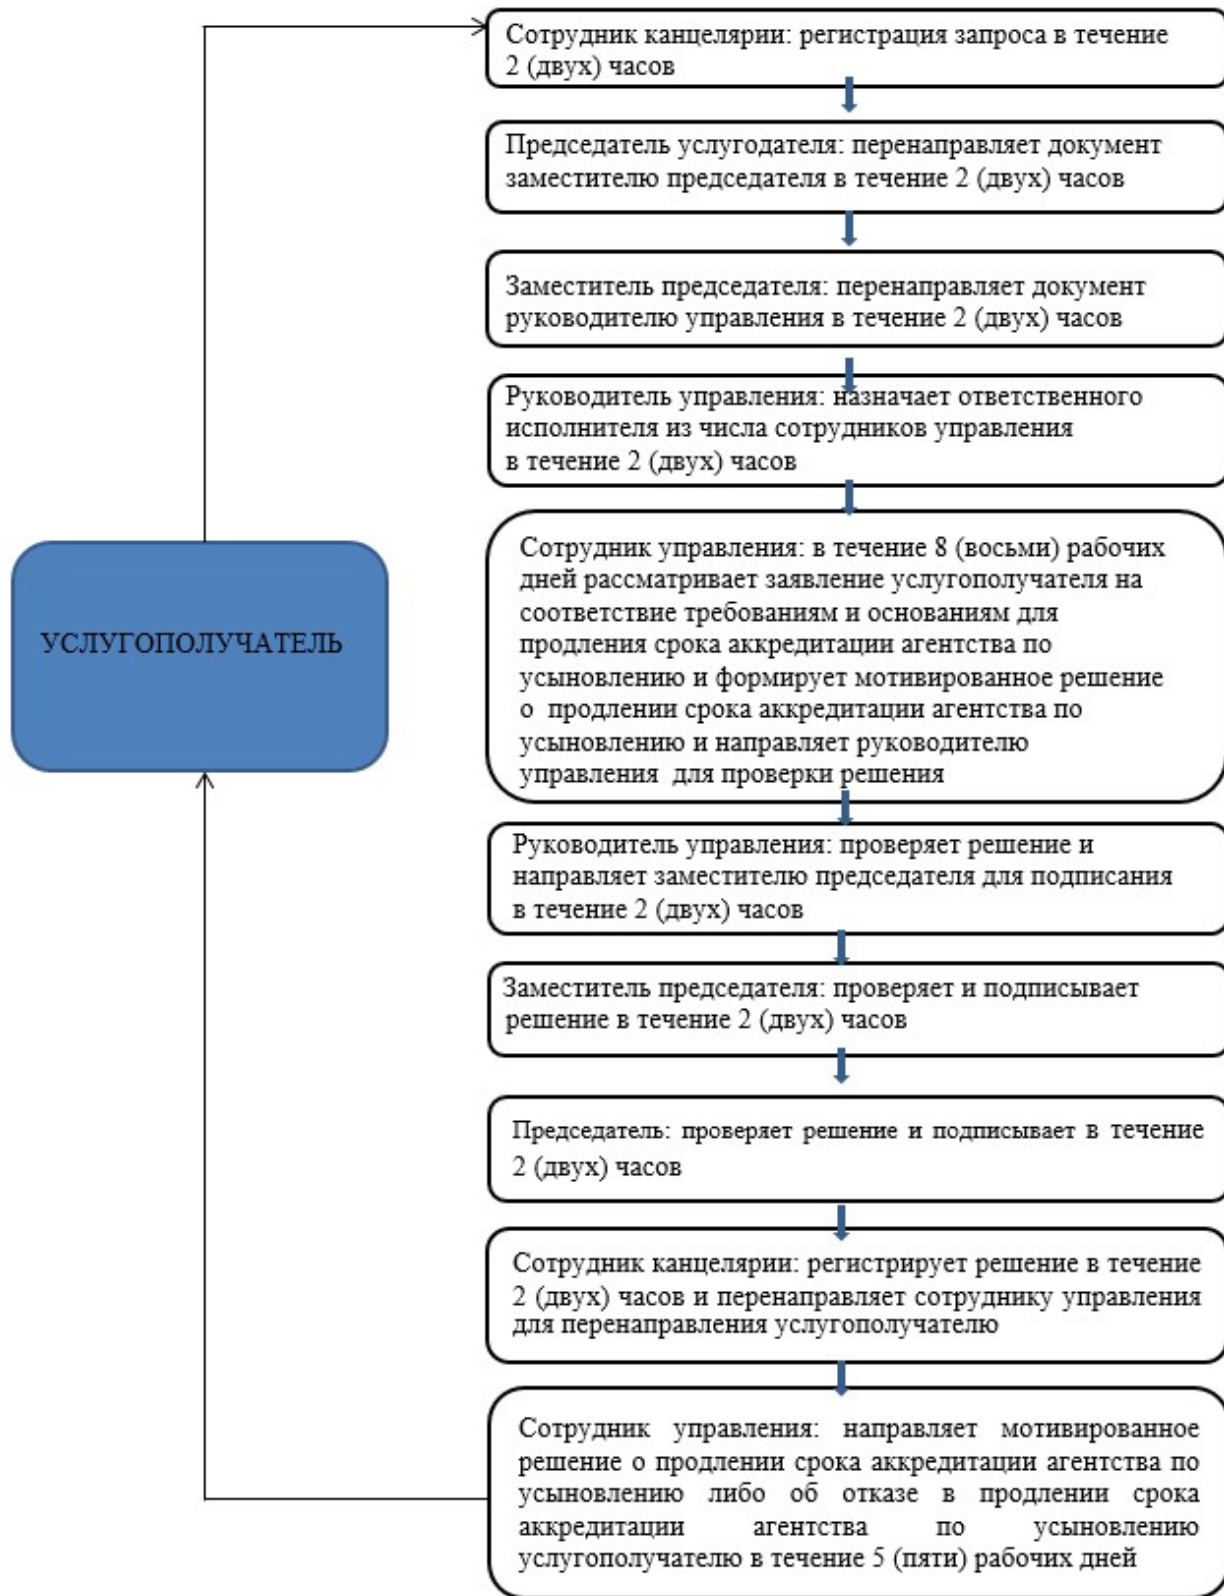 Сотрудник канцелярии: регистрация запроса в течение
2 (двух) часов
Председатель услугодателя: перенаправляет документ
заместителю председателя в течение 2 (двух) часов
Заместитель председателя: перенаправляет документ
руководителю управления в течение 2 (двух) часов
Руководитель управления: назначает ответственного
исполнителя из числа сотрудников управления
в течение 2 (двух) часов
Сотрудник управления: в течение 8 (восьми) рабочих
дней рассматривает заявление услугополучателя на
соответствие требованиям и основаниям для
продления срока аккредитации агентства по
усыновлению и формирует мотивированное решение
о продлении срока аккредитации агентства по
усыновлению и направляет руководителю
управления для проверки решения
УСЛУГОПОЛУЧАТЕЛЬ
Руководитель управления: проверяет решение и
направляет заместителю председателя для подписания
в течение 2 (двух) часов
Заместитель председателя: проверяет и подписывает
решение в течение 2 (двух) часов
Председатель: проверяет решение и подписывает в течение
2 (двух) часов
Сотрудник канцелярии: регистрирует решение в течение
2 (двух) часов и перенаправляет сотруднику управления
для перенаправления услугополучателю
Сотрудник управления: направляет мотивированное
решение о продлении срока аккредитации агентства по
усыновлению либо об отказе в продлении срока
аккредитации агентства по усыновлению
услугополучателю в течение 5 (пяти) рабочих дней